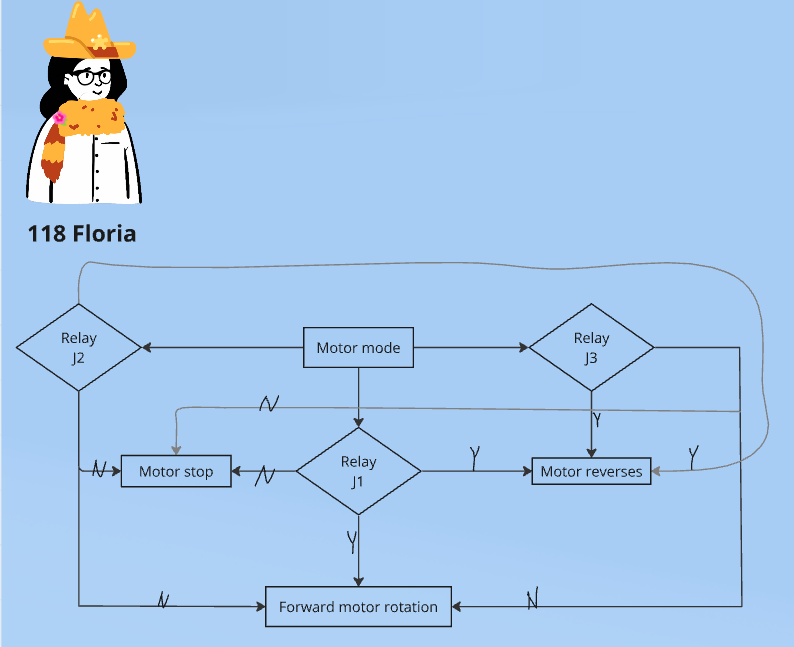 118 Floria
Relay
J2
Motor mode
Relay
J3
N
Y
N
Motor stop
N
Relay
J1
Y
Motor reverses
Y
Y
N
Forward motor rotation
N